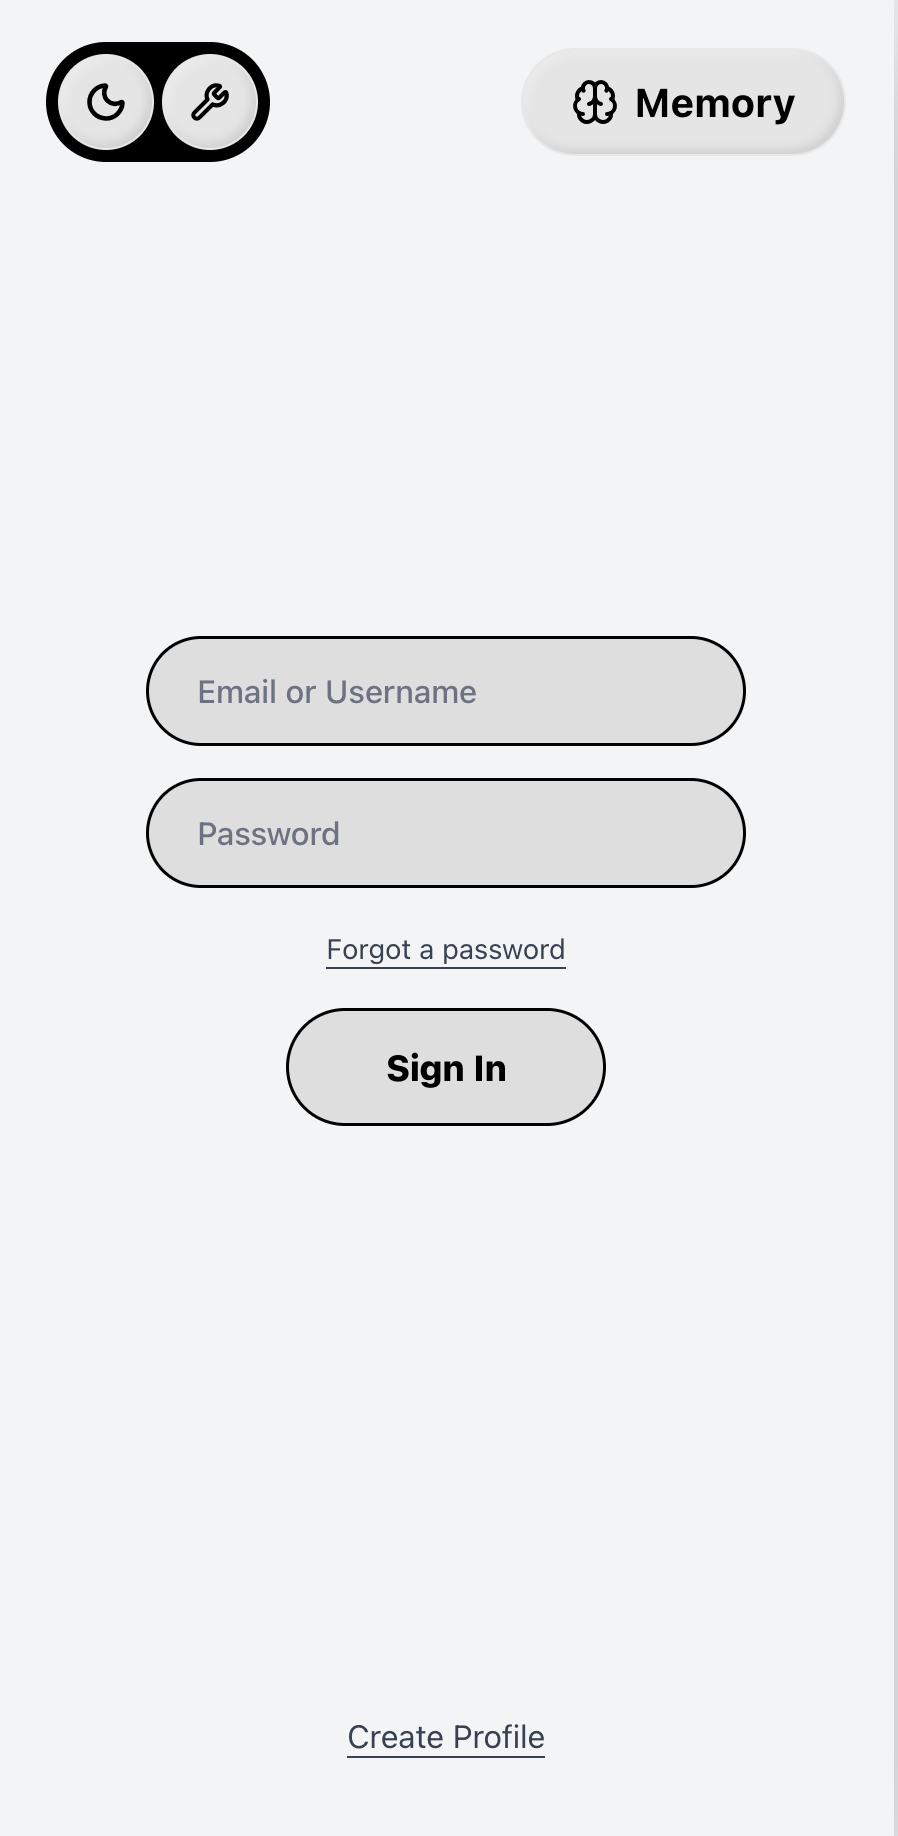 Memory
Email or Username
Password
Forgot a password
Sign In
Create Profile